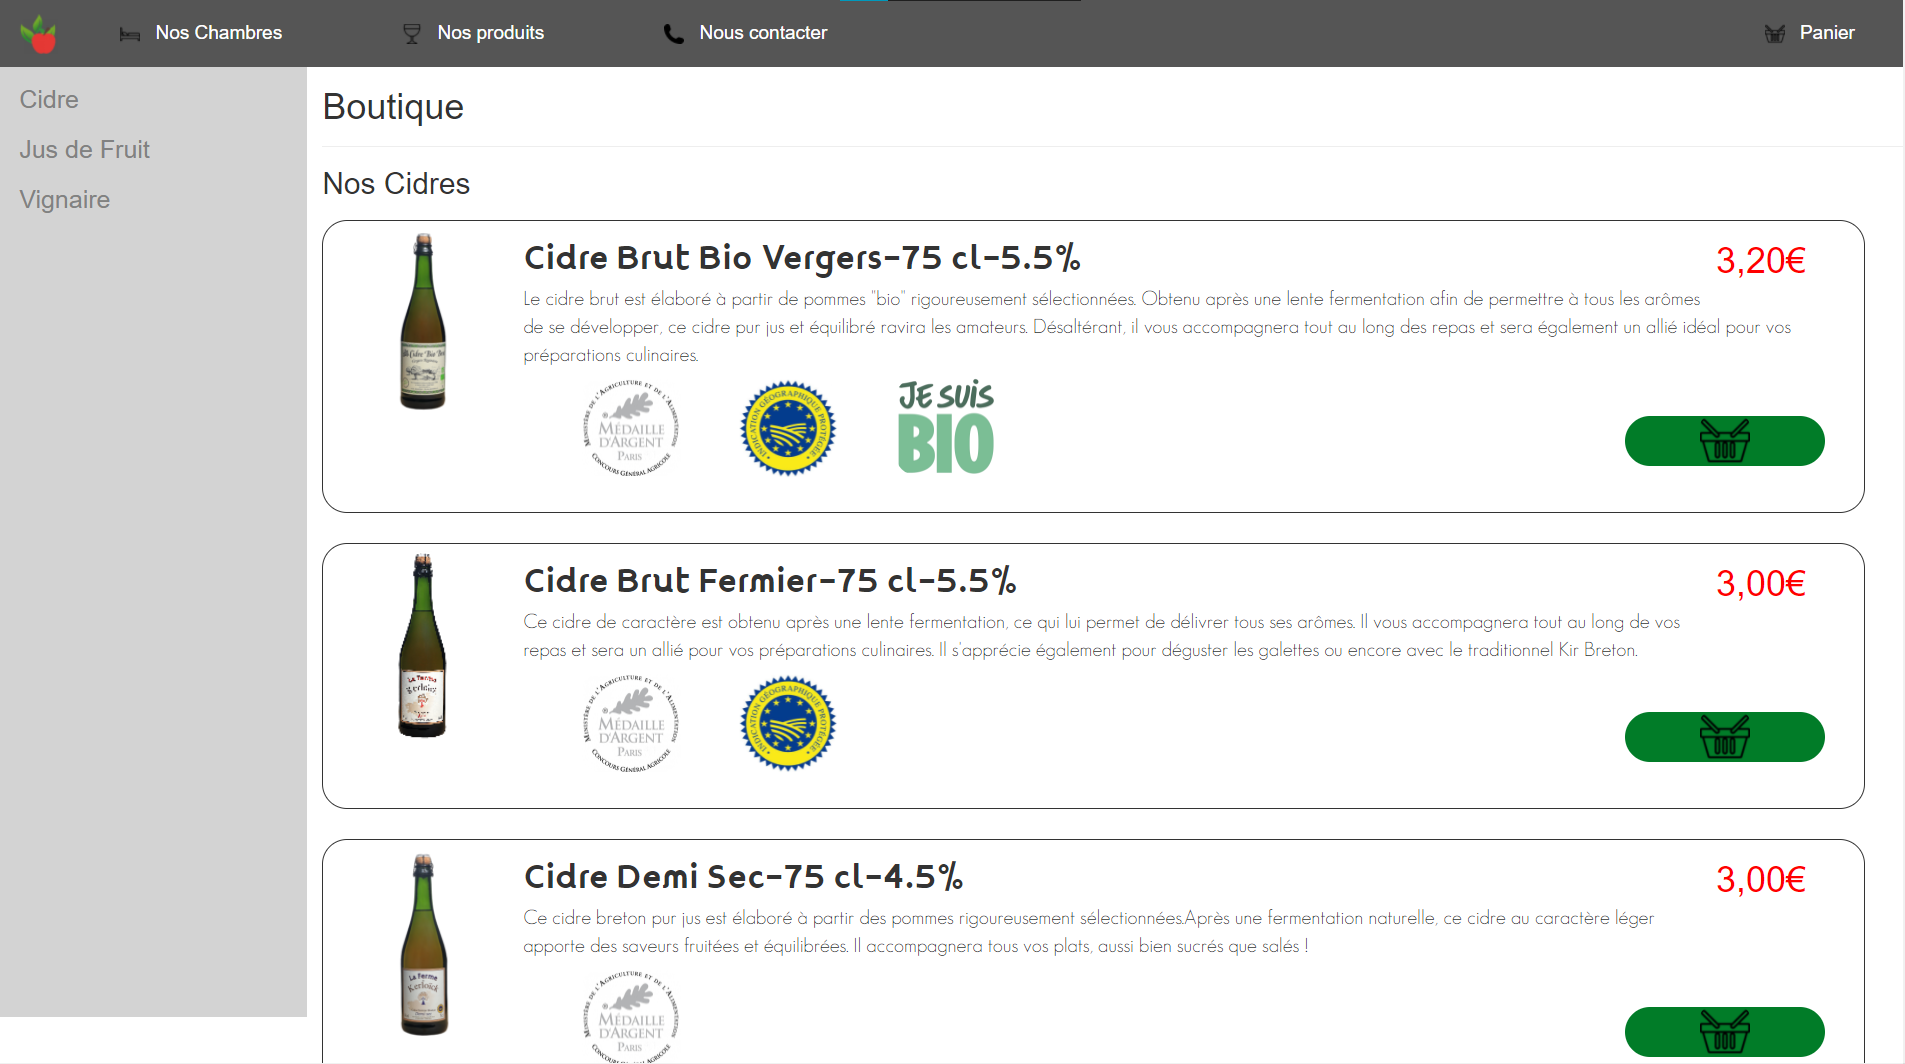 Nos Chambres
Nos produits
Nous contacter
Panier
Cidre
Jus de Fruit
Vignaire
Boutique
Nos Cidres
Cidre Brut Bio Vergers-75 cl-5.5%
3,20€
Le cidre brut est élaboré à partir de pommes "bio" rigoureusement sélectionnées. Obtenu après une lente fermentation afin de permettre à tous les arômes
de se développer, ce cidre pur jus et équilibré ravira les amateurs. Désaltérant, il vous accompagnera tout au long des repas et sera également un allié idéal pour vos
préparations culinaires.
MINISTÈRE DE L'AGRICULTURE ET DE L'ALIMENTATION
MÉDAILLE
D'ARGENT
PARIS
CONCOURS GÉNÉRAL AGRICOLE
INDICATION GÉOGRAPHIQUE PROTÉGÉE
JE SUIS
BIO
Cidre Brut Fermier-75 cl-5.5%
3,00€
Ce cidre de caractère est obtenu après une lente fermentation, ce qui lui permet de délivrer tous ses arômes. Il vous accompagnera tout au long de vos
repas et sera un allié pour vos préparations culinaires. Il s'apprécie également pour déguster les galettes ou encore avec le traditionnel Kir Breton.
La Ferme
MINISTÈRE DE L'AGRICULTURE ET DE L'ALIMENTATION
MÉDAILLE
D'ARGENT
PARIS
CONCOURS GÉNÉRAL AGRICOLE
INDICATION GÉOGRAPHIQUE PROTÉGÉE
Cidre Demi Sec-75 cl-4.5%
3,00€
Ce cidre breton pur jus est élaboré à partir des pommes rigoureusement sélectionnées.Après une fermentation naturelle, ce cidre au caractère léger
apporte des saveurs fruitées et équilibrées. Il accompagnera tous vos plats, aussi bien sucrés que salés !
La Ferme
Kerloïck
MINISTÈRE DE L'AGRICULTURE ET DE L'ALIMENTATION
MÉDAILLE
D'ARGENT
PARIS